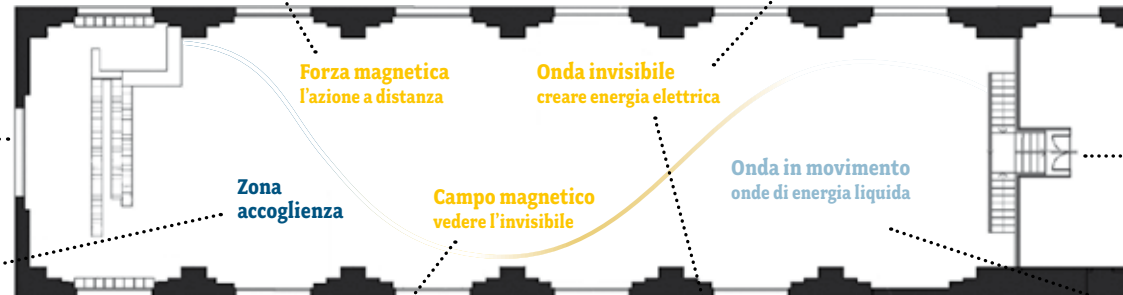 Forza magnetica
l'azione a distanza
Onda invisibile
creare energia elettrica
Zona
accoglienza
Campo magnetico
vedere l'invisibile
Onda in movimento
onde di energia liquida